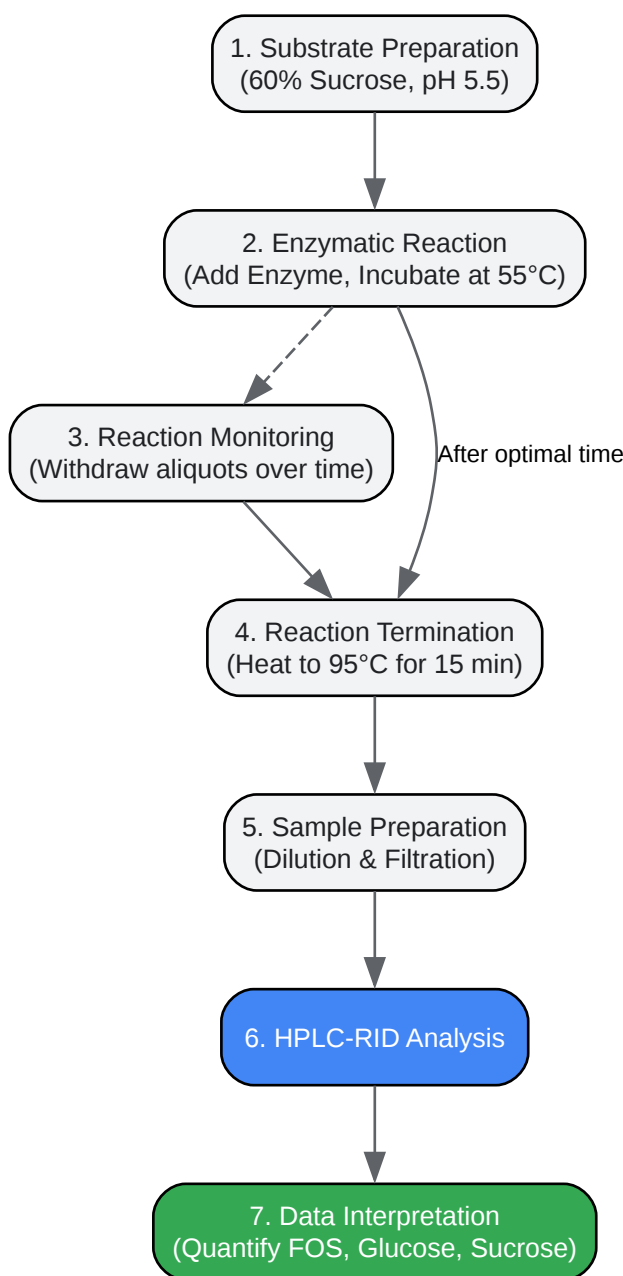 1. Substrate Preparation
(60% Sucrose, pH 5.5)
2. Enzymatic Reaction
(Add Enzyme, Incubate at 55°C)
3. Reaction Monitoring
(Withdraw aliquots over time)
After optimal time
4. Reaction Termination
(Heat to 95°C for 15 min)
5. Sample Preparation
(Dilution & Filtration)
6. HPLC-RID Analysis
7. Data Interpretation
(Quantify FOS, Glucose, Sucrose)